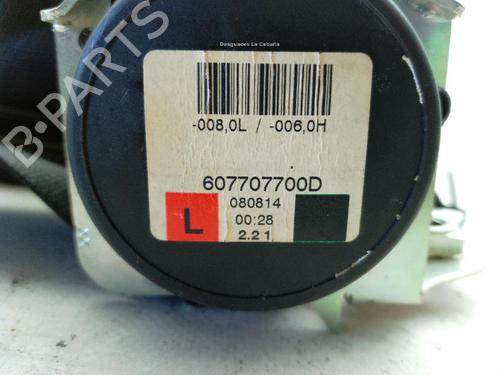 Desguaces La Cabaña
-008,0L / -006,0H
607707700D
080814
L
00:28
2.2 1
B-PARTS